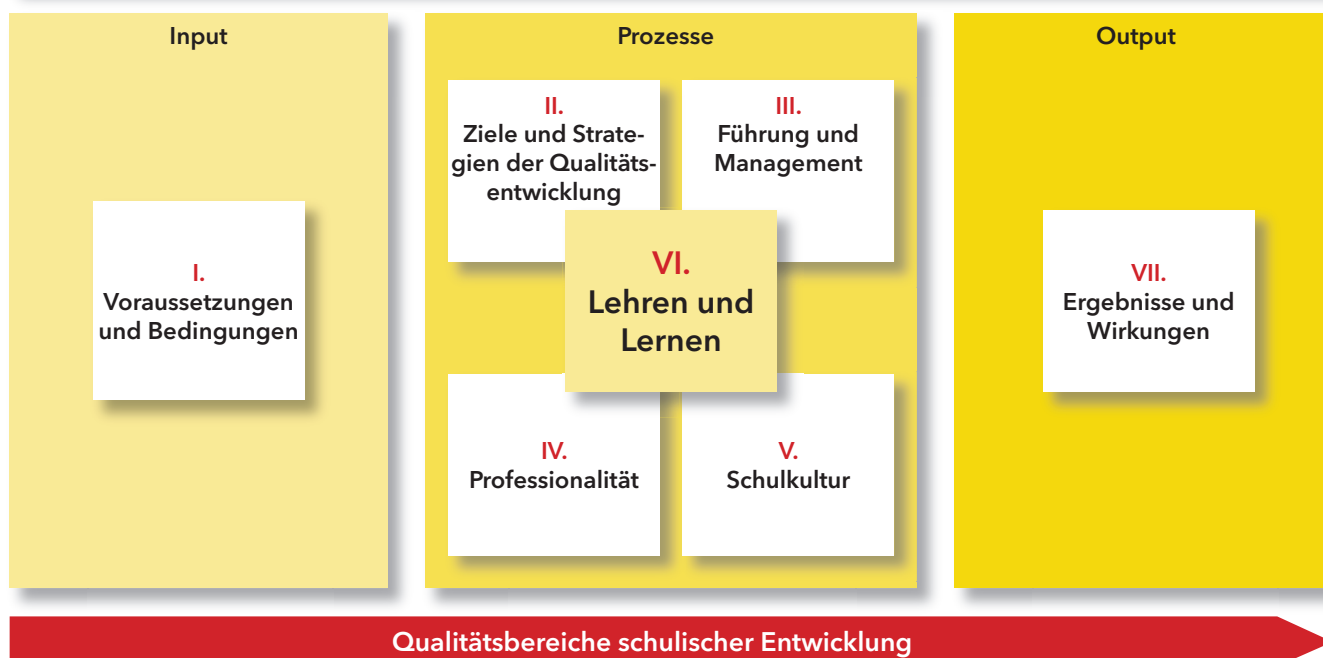 Input
I.
Voraussetzungen
und Bedingungen
Prozesse
II.
Ziele und Strate-
gien der Qualitäts-
entwicklung
III.
Führung und
Management
VI.
Lehren und
Lernen
IV.
Professionalität
V.
Schulkultur
Output
VII.
Ergebnisse und
Wirkungen
Qualitätsbereiche schulischer Entwicklung